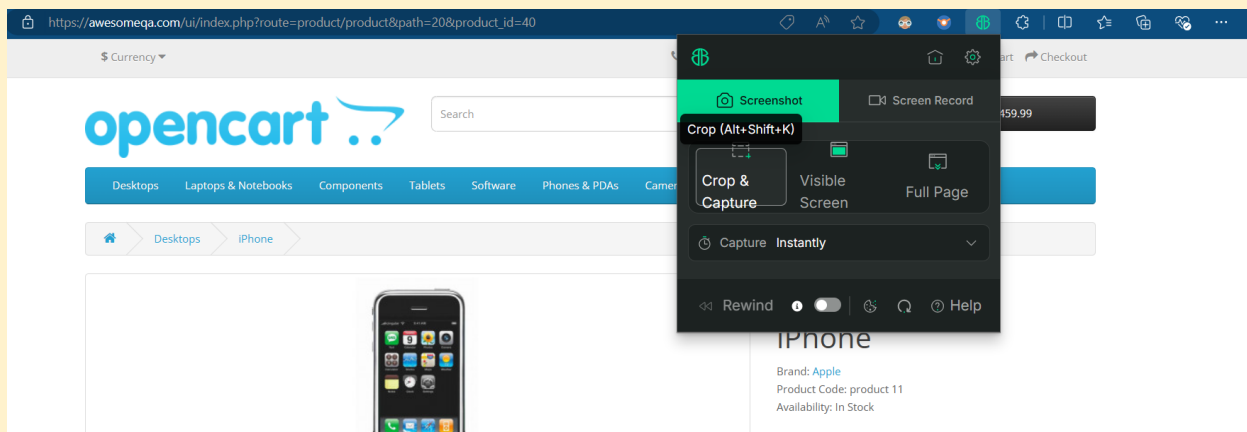 https://awesomeqa.com/ui/index.php?route=product/product&path=20&product_id=40
$ Currency
art Checkout
Screenshot Screen Record
opencart
Search
459.99
Crop (Alt+Shift+K)
Crop & Capture
Visible Screen
Full Page
Desktops Laptops & Notebooks Components Tablets Software Phones & PDAs Camer
Desktops iPhone
Capture Instantly
Rewind Help
iPhone
Brand: Apple
Product Code: product 11
Availability: In Stock